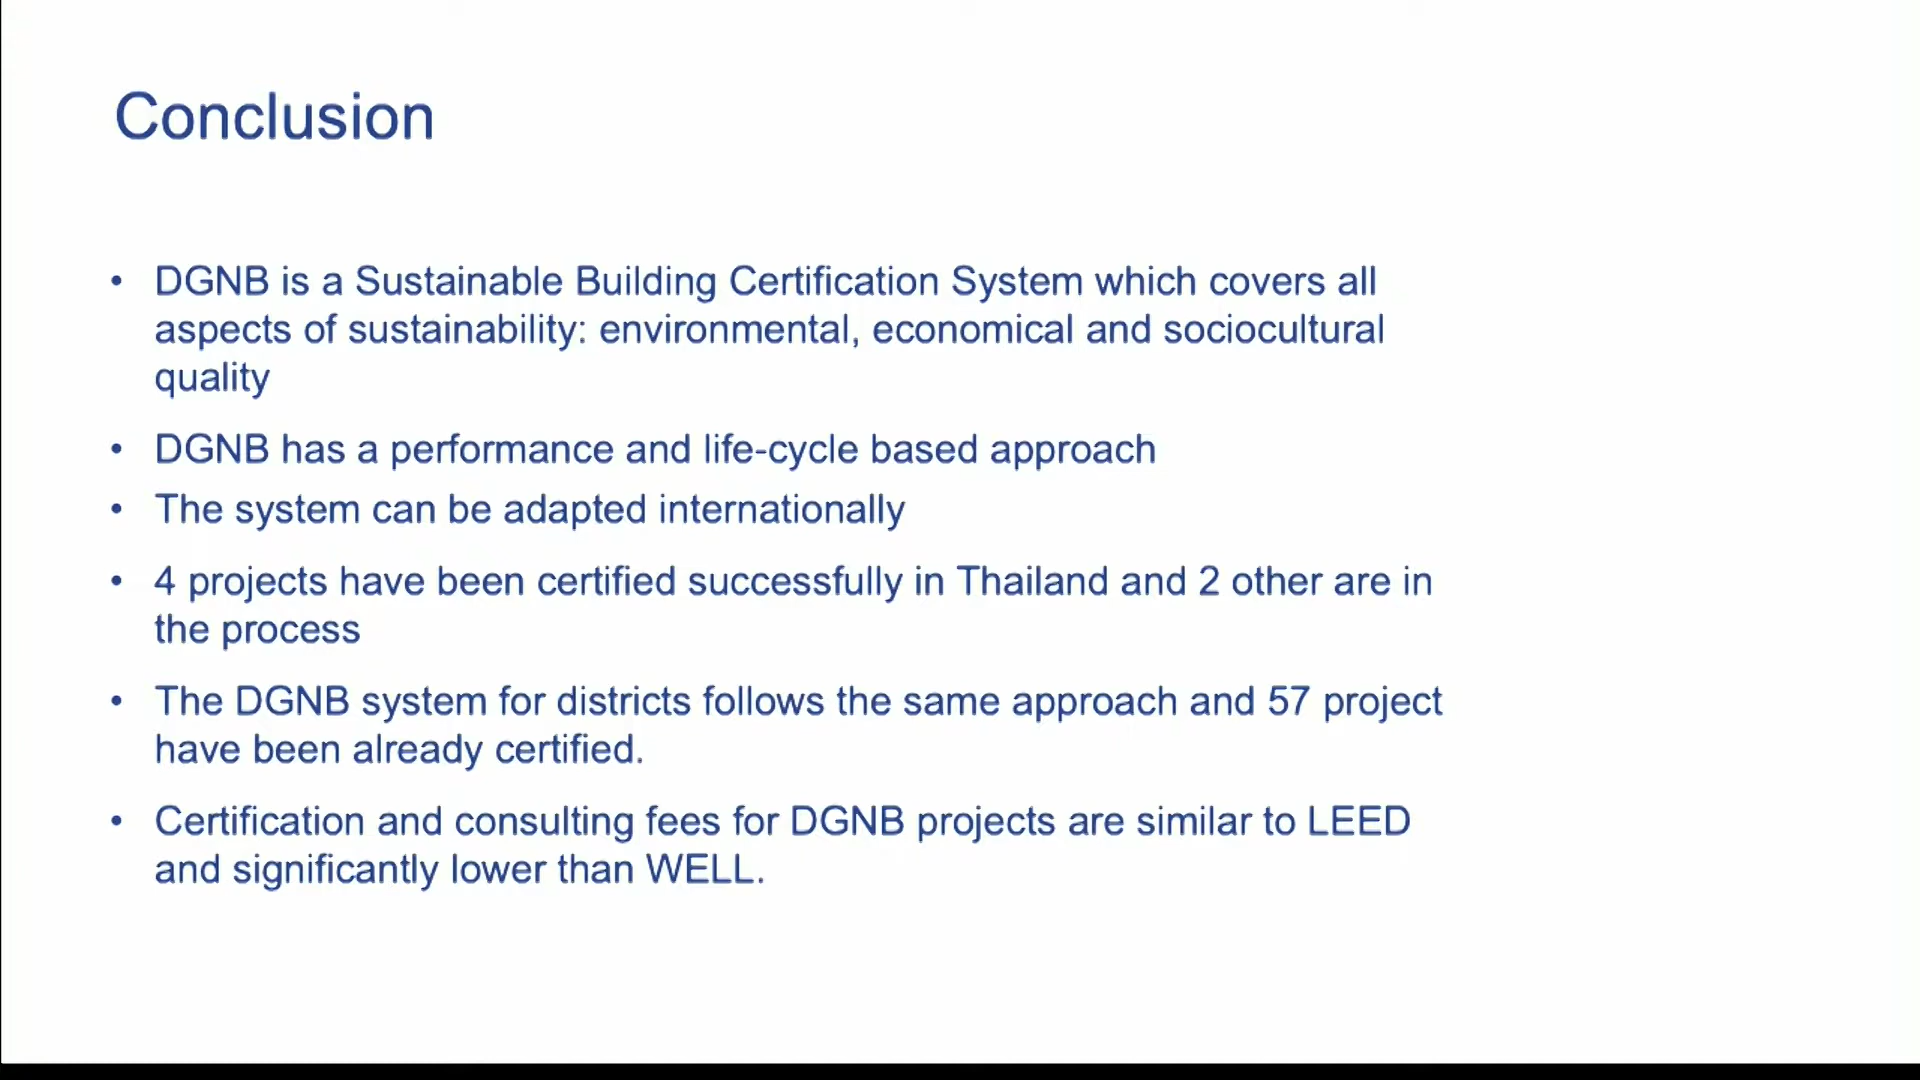 Conclusion
• DGNB is a Sustainable Building Certification System which covers all
aspects of sustainability: environmental, economical and sociocultural
quality
• DGNB has a performance and life-cycle based approach
• The system can be adapted internationally
• 4 projects have been certified successfully in Thailand and 2 other are in
the process
• The DGNB system for districts follows the same approach and 57 project
have been already certified.
• Certification and consulting fees for DGNB projects are similar to LEED
and significantly lower than WELL.